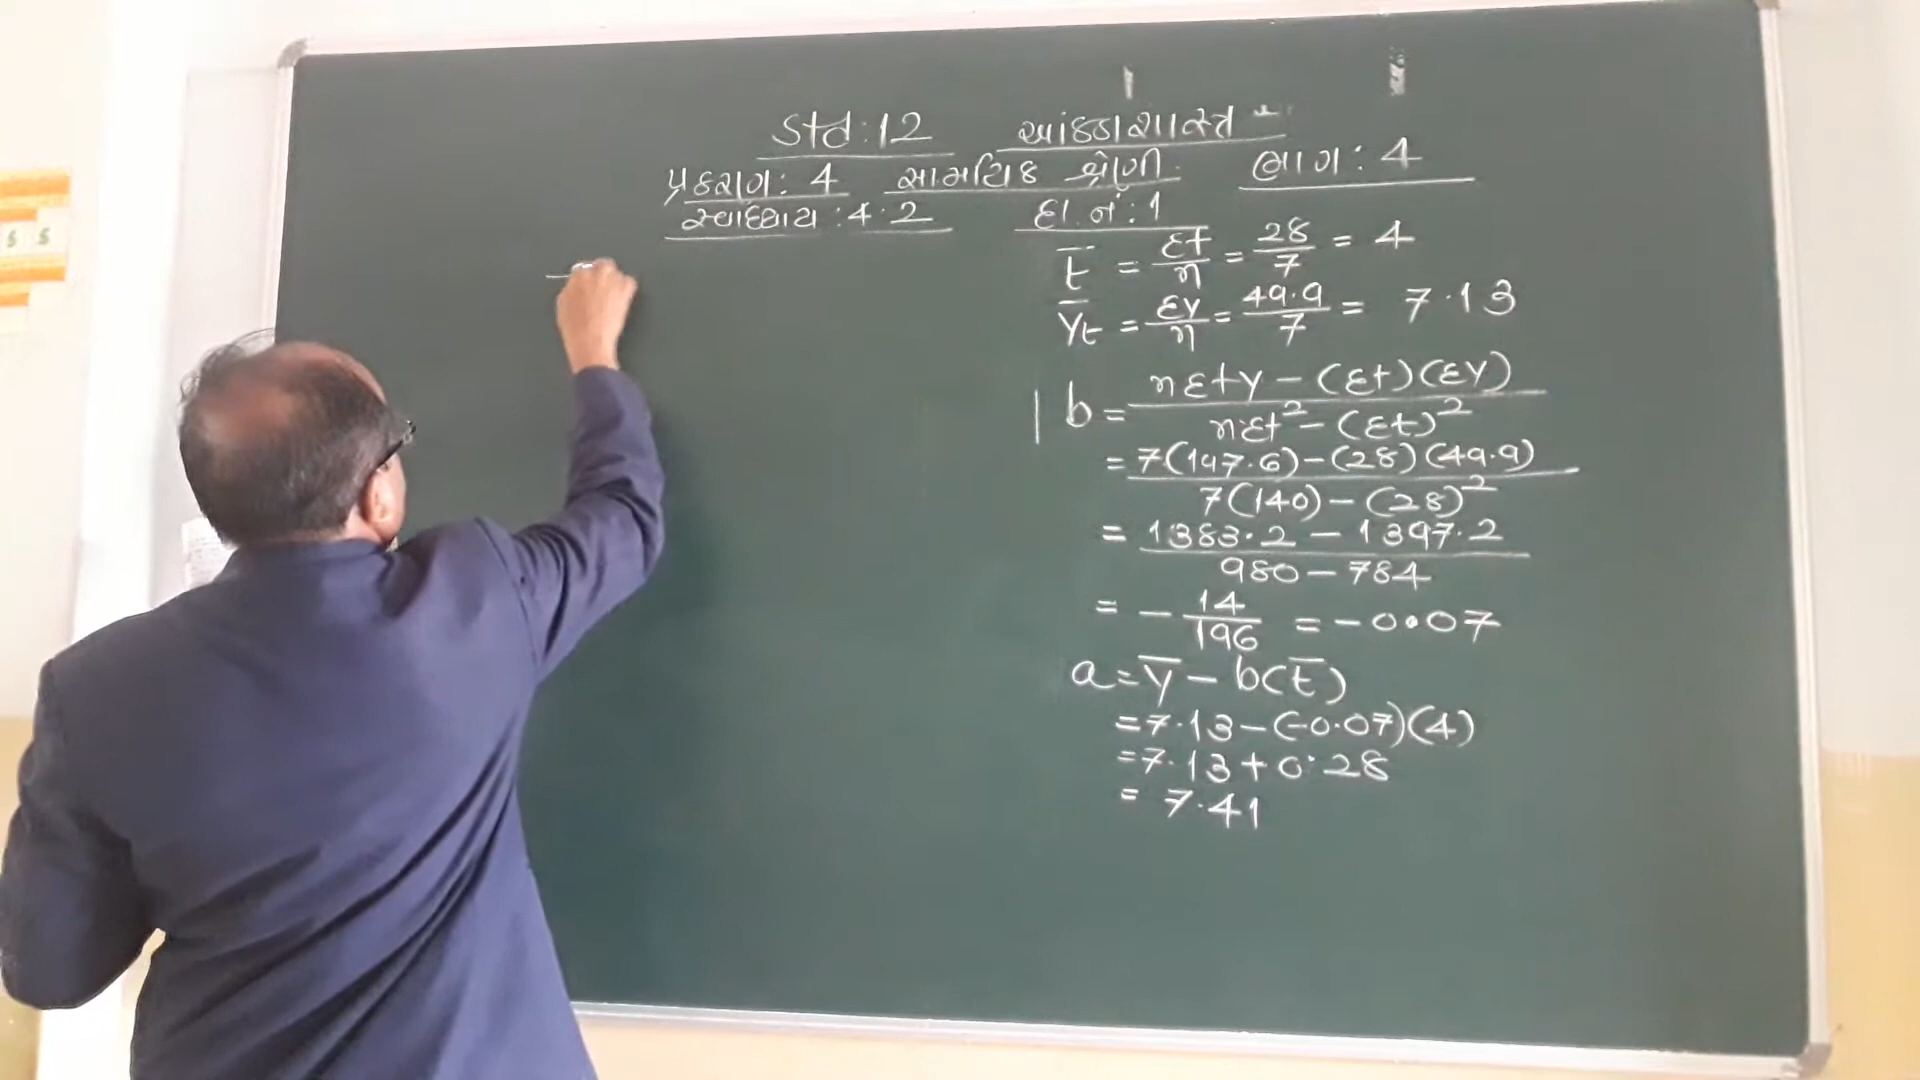 Std:12 આંકડાશાસ્ત્ર
પ્રકરણ: 4 સામયિક શ્રેણી. ભાગ: 4
સ્વાધ્યાય:4.2 દા.નં:1
t̄ = Σt/n = 28/7 = 4
ȳt = Σy/n = 49.9/7 = 7.13
b = nΣty - (Σt)(Σy) / nΣt² - (Σt)²
= 7(147.6)-(28)(49.9) / 7(140)-(28)²
= 1383.2 - 1397.2 / 980 - 784
= - 14/196 = -0.07
a = ȳ - b(t̄)
= 7.13-(-0.07)(4)
= 7.13+0.28
= 7.41
5 5